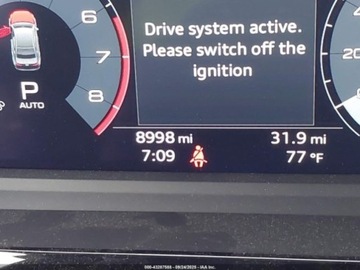 Drive system active.
Please switch off the
ignition
6
7
8
P
AUTO
8998 mi
31.9 mi
7:09
77 °F